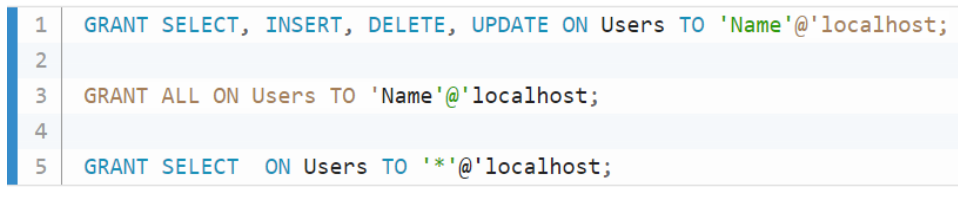 1 GRANT SELECT, INSERT, DELETE, UPDATE ON Users TO 'Name'@'localhost;
2
3 GRANT ALL ON Users TO 'Name'@'localhost;
4
5 GRANT SELECT  ON Users TO '*'@'localhost;